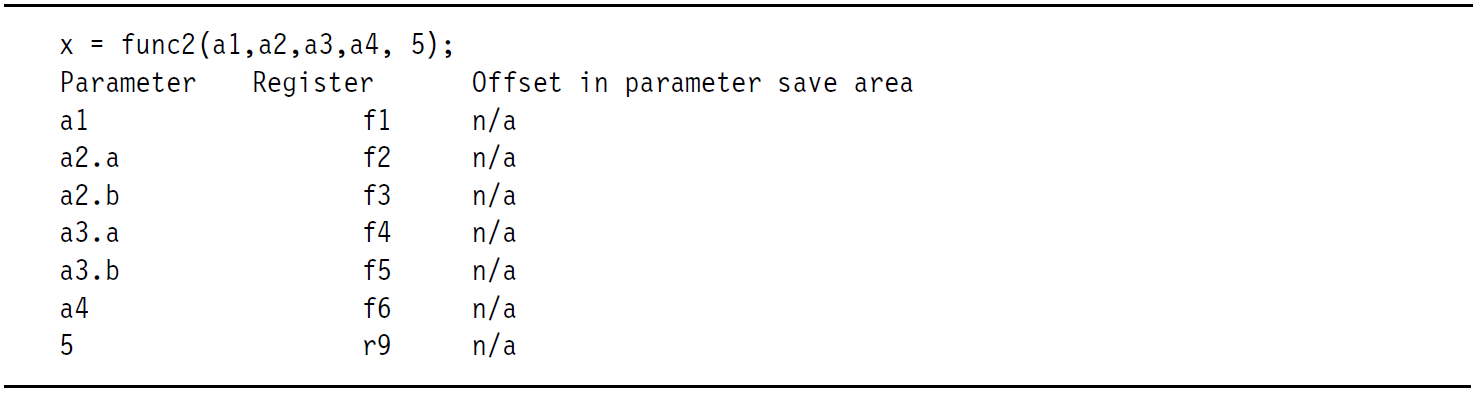 x = func2(a1,a2,a3,a4, 5);
Parameter Register Offset in parameter save area
a1 f1 n/a
a2.a f2 n/a
a2.b f3 n/a
a3.a f4 n/a
a3.b f5 n/a
a4 f6 n/a
5 r9 n/a